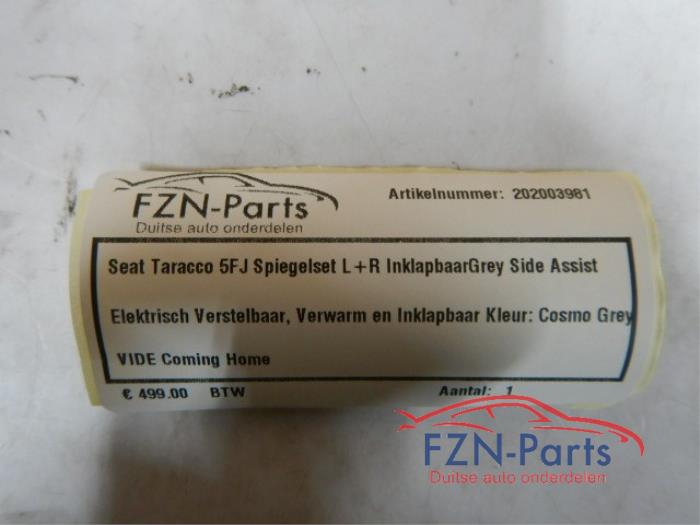 FZN-Parts
Duitse auto onderdelen
Artikelnummer: 202003981
Seat Taracco 5FJ Spiegelset L+R InklapbaarGrey Side Assist
Elektrisch Verstelbaar, Verwarm en Inklapbaar Kleur: Cosmo Grey
VIDE Coming Home
€ 499.00 BTW
Aantal: 1
FZN-Parts
Duitse auto onderdelen